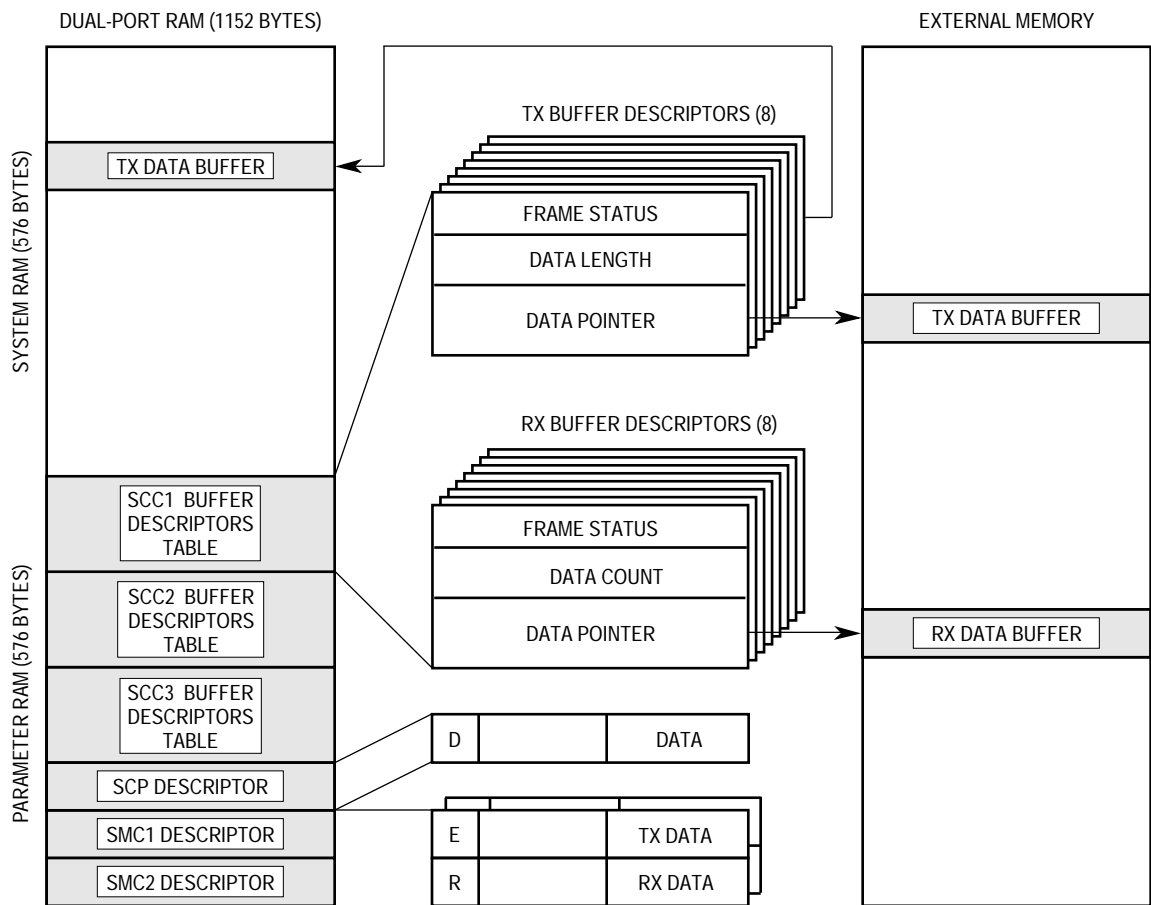 DUAL-PORT RAM (1152 BYTES)
EXTERNAL MEMORY
SYSTEM RAM (576 BYTES)
PARAMETER RAM (576 BYTES)
TX DATA BUFFER
SCC1 BUFFER
DESCRIPTORS
TABLE
SCC2 BUFFER
DESCRIPTORS
TABLE
SCC3 BUFFER
DESCRIPTORS
TABLE
SCP DESCRIPTOR
SMC1 DESCRIPTOR
SMC2 DESCRIPTOR
TX BUFFER DESCRIPTORS (8)
FRAME STATUS
DATA LENGTH
DATA POINTER
RX BUFFER DESCRIPTORS (8)
FRAME STATUS
DATA COUNT
DATA POINTER
D DATA
E TX DATA
R RX DATA
TX DATA BUFFER
RX DATA BUFFER